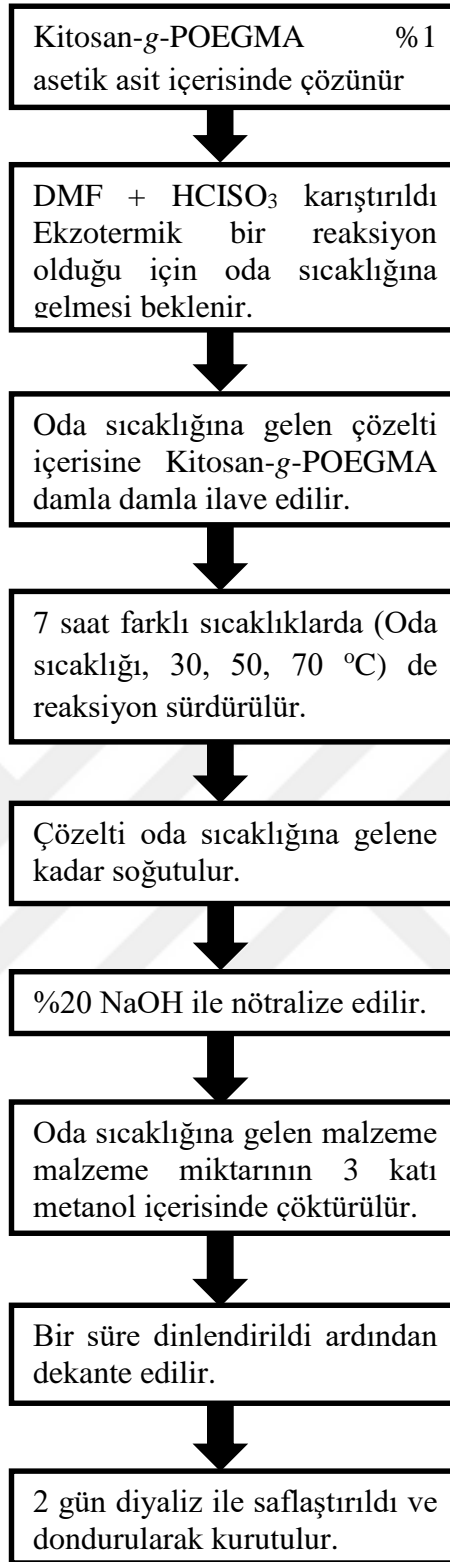 Kitosan-g-POEGMA %1
asetik asit içerisinde çözünür
DMF + HCISO₃ karıştırıldı
Ekzotermik bir reaksiyon
olduğu için oda sıcaklığına
gelmesi beklenir.
Oda sıcaklığına gelen çözelti
içerisine Kitosan-g-POEGMA
damla damla ilave edilir.
7 saat farklı sıcaklıklarda (Oda
sıcaklığı, 30, 50, 70 ºC) de
reaksiyon sürdürülür.
Çözelti oda sıcaklığına gelene
kadar soğutulur.
%20 NaOH ile nötralize edilir.
Oda sıcaklığına gelen malzeme
malzeme miktarının 3 katı
metanol içerisinde çöktürülür.
Bir süre dinlendirildi ardından
dekante edilir.
2 gün diyaliz ile saflaştırıldı ve
dondurularak kurutulur.